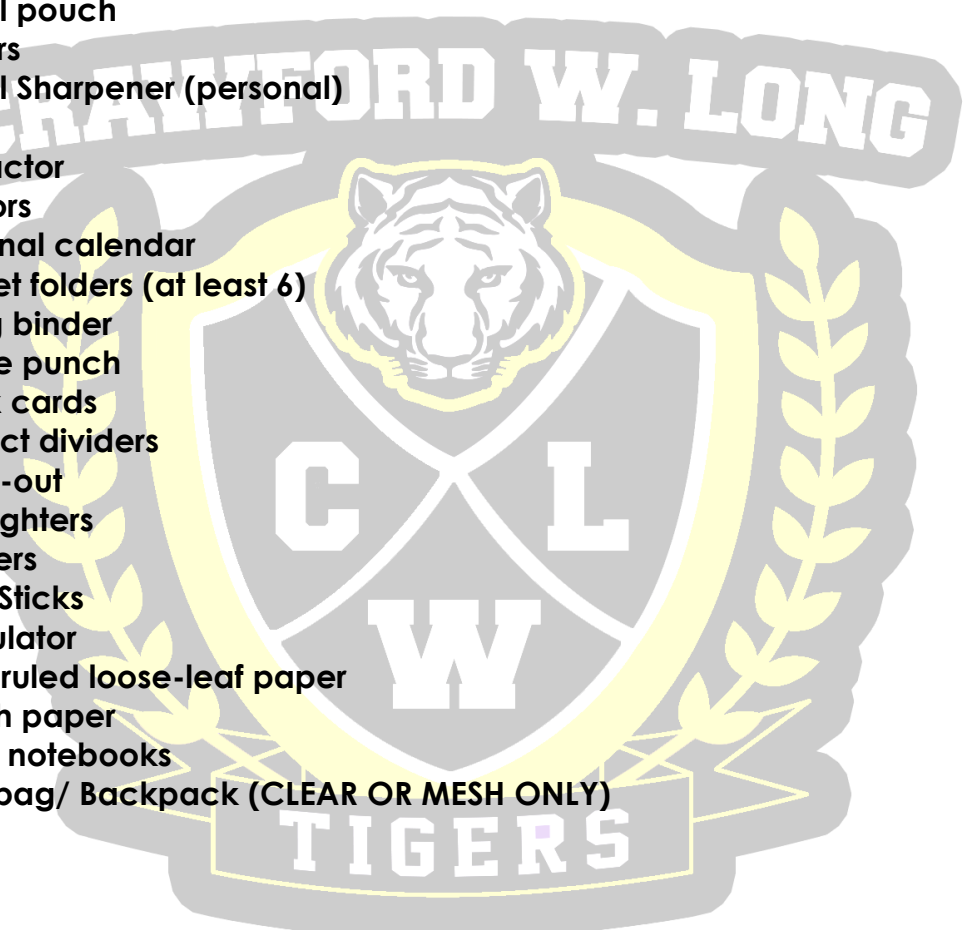 pouch
rs
Sharpener (personal)
CRAWFORD W. LONG
actor
ors
nal calendar
et folders (at least 6)
binder
e punch
cards
ct dividers
-out
C L
ghters
ers
Sticks
ulator
W
ruled loose-leaf paper
paper
notebooks
bag/ Backpack (CLEAR OR MESH ONLY)
TIGERS